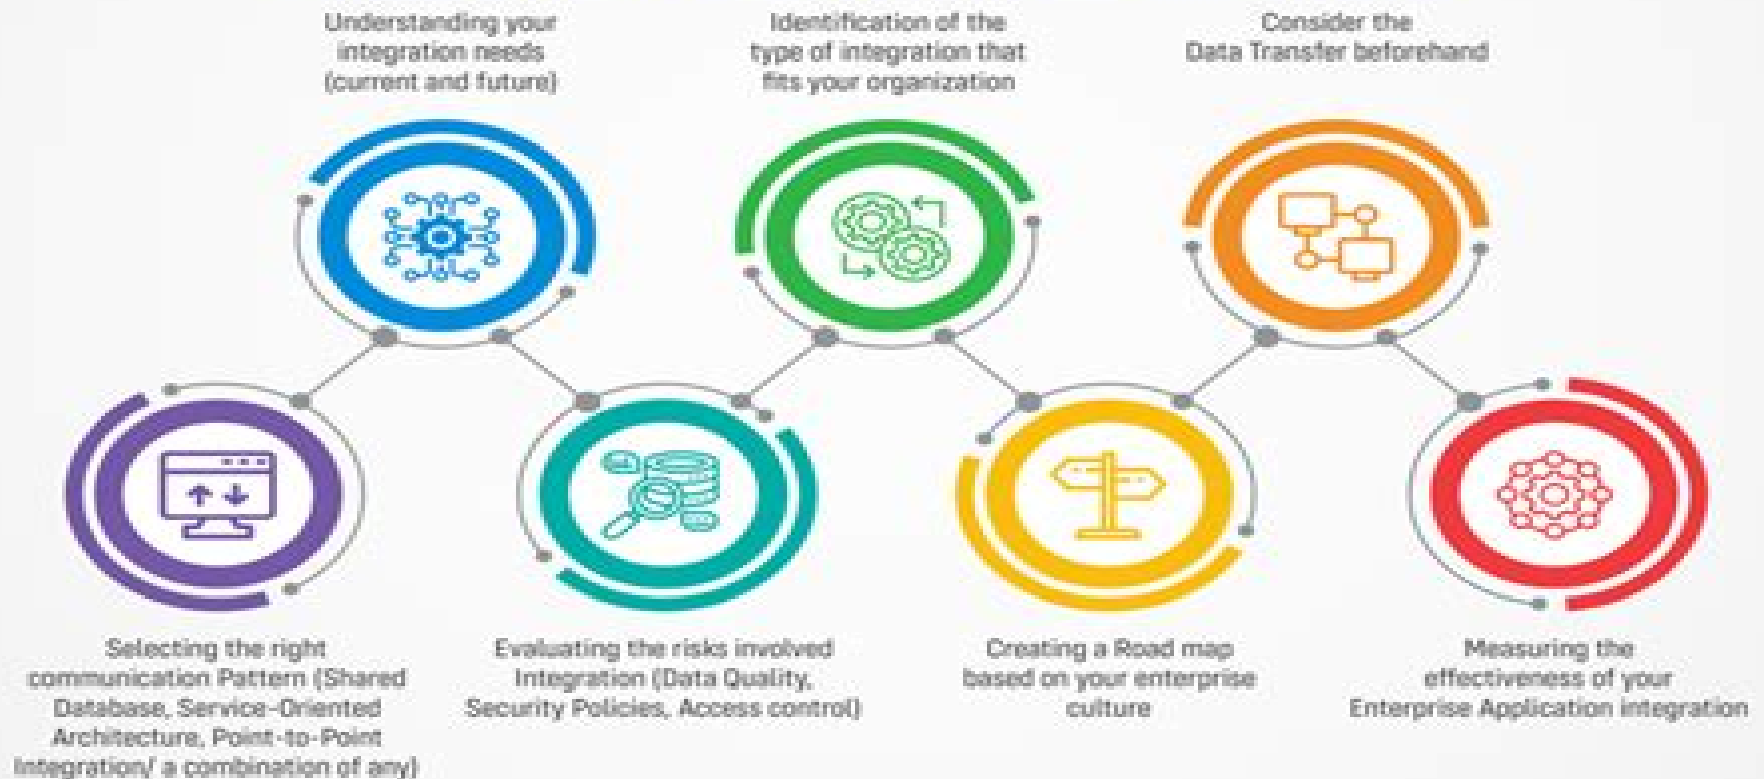 Understanding your
integration needs
(current and future)
Identification of the
type of integration that
fits your organization
Consider the
Data Transfer beforehand
Selecting the right
communication Pattern (Shared
Database, Service-Oriented
Architecture, Point-to-Point
Integration/ a combination of any)
Evaluating the risks involved
Integration (Data Quality,
Security Policies, Access control)
Creating a Road map
based on your enterprise
culture
Measuring the
effectiveness of your
Enterprise Application integration